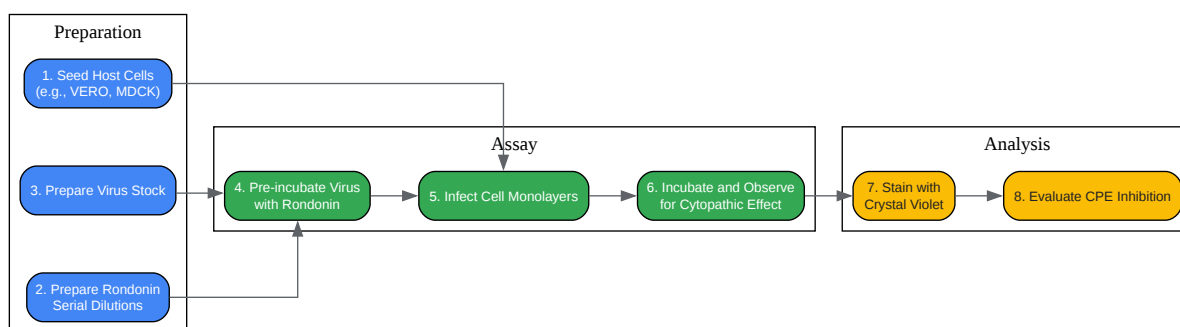 Preparation
1. Seed Host Cells
(e.g., VERO, MDCK)
3. Prepare Virus Stock
2. Prepare Rondonin
Serial Dilutions
Assay
4. Pre-incubate Virus
with Rondonin
5. Infect Cell Monolayers
6. Incubate and Observe
for Cytopathic Effect
Analysis
7. Stain with
Crystal Violet
8. Evaluate CPE Inhibition